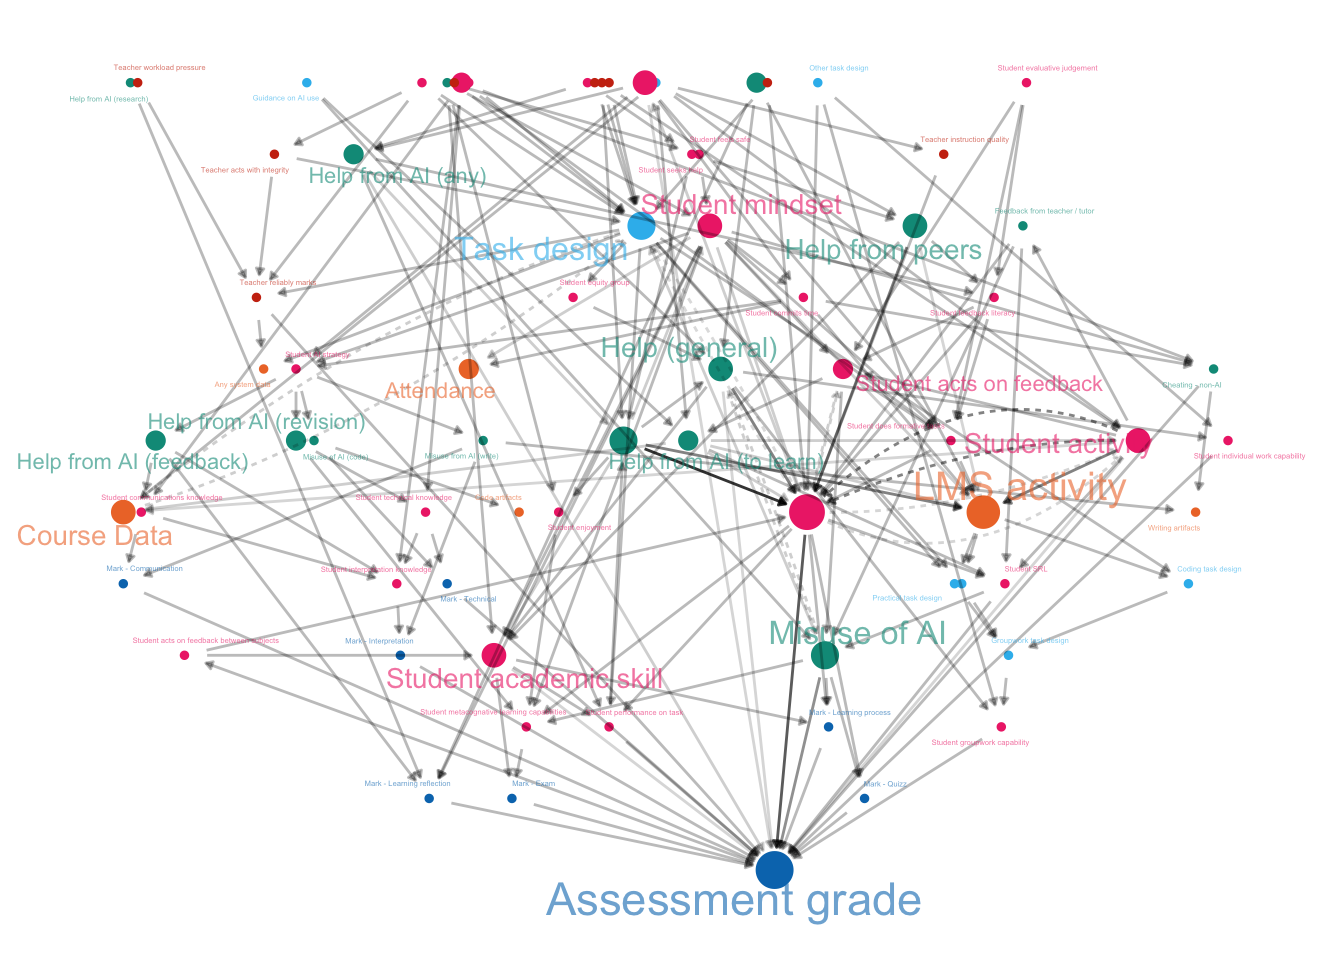 Teacher workload pressure
Other task design
Student evaluative judgement
Help from AI (research)
Guidance on AI use
Student feels safe
Teacher instruction quality
Teacher acts with integrity
Help from AI (any)
Student seeks help
Student mindset
Feedback from teacher / tutor
Task design
Help from peers
Teacher reliably marks
Student equity group
Student commits time
Student feedback literacy
Help (general)
Any system data
Attendance
Student acts on feedback
Cheating - non-AI
Help from AI (revision)
Student does formative tasks
Student activity
Help from AI (feedback)
Misuse of AI (code)
Misuse from AI (write)
Help from AI (to learn)
Student individual work capability
LMS activity
Student communications knowledge
Student technical knowledge
Code artifacts
Course Data
Student enjoyment
Writing artifacts
Mark - Communication
Student interpretation knowledge
Student SRL
Coding task design
Mark - Technical
Practical task design
Student acts on feedback between subjects
Mark - Interpretation
Misuse of AI
Groupwork task design
Student academic skill
Student metacognative learning capabilities
Student performance on task
Mark - Learning process
Student groupwork capability
Mark - Learning reflection
Mark - Exam
Mark - Quizz
Assessment grade